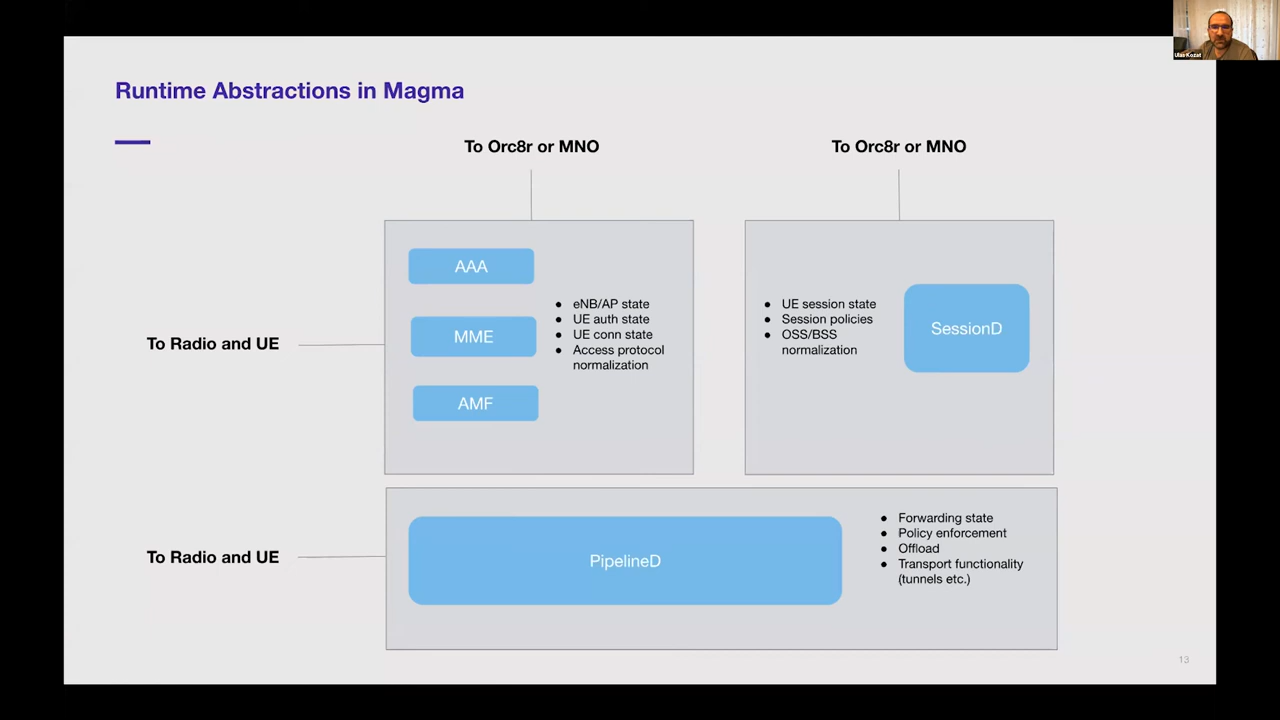 Ulas Kozat
Runtime Abstractions in Magma
To Orc8r or MNO
To Orc8r or MNO
To Radio and UE
AAA
MME
AMF
● eNB/AP state
● UE auth state
● UE conn state
● Access protocol
normalization
● UE session state
● Session policies
● OSS/BSS
normalization
SessionD
To Radio and UE
PipelineD
● Forwarding state
● Policy enforcement
● Offload
● Transport functionality
(tunnels etc.)
13